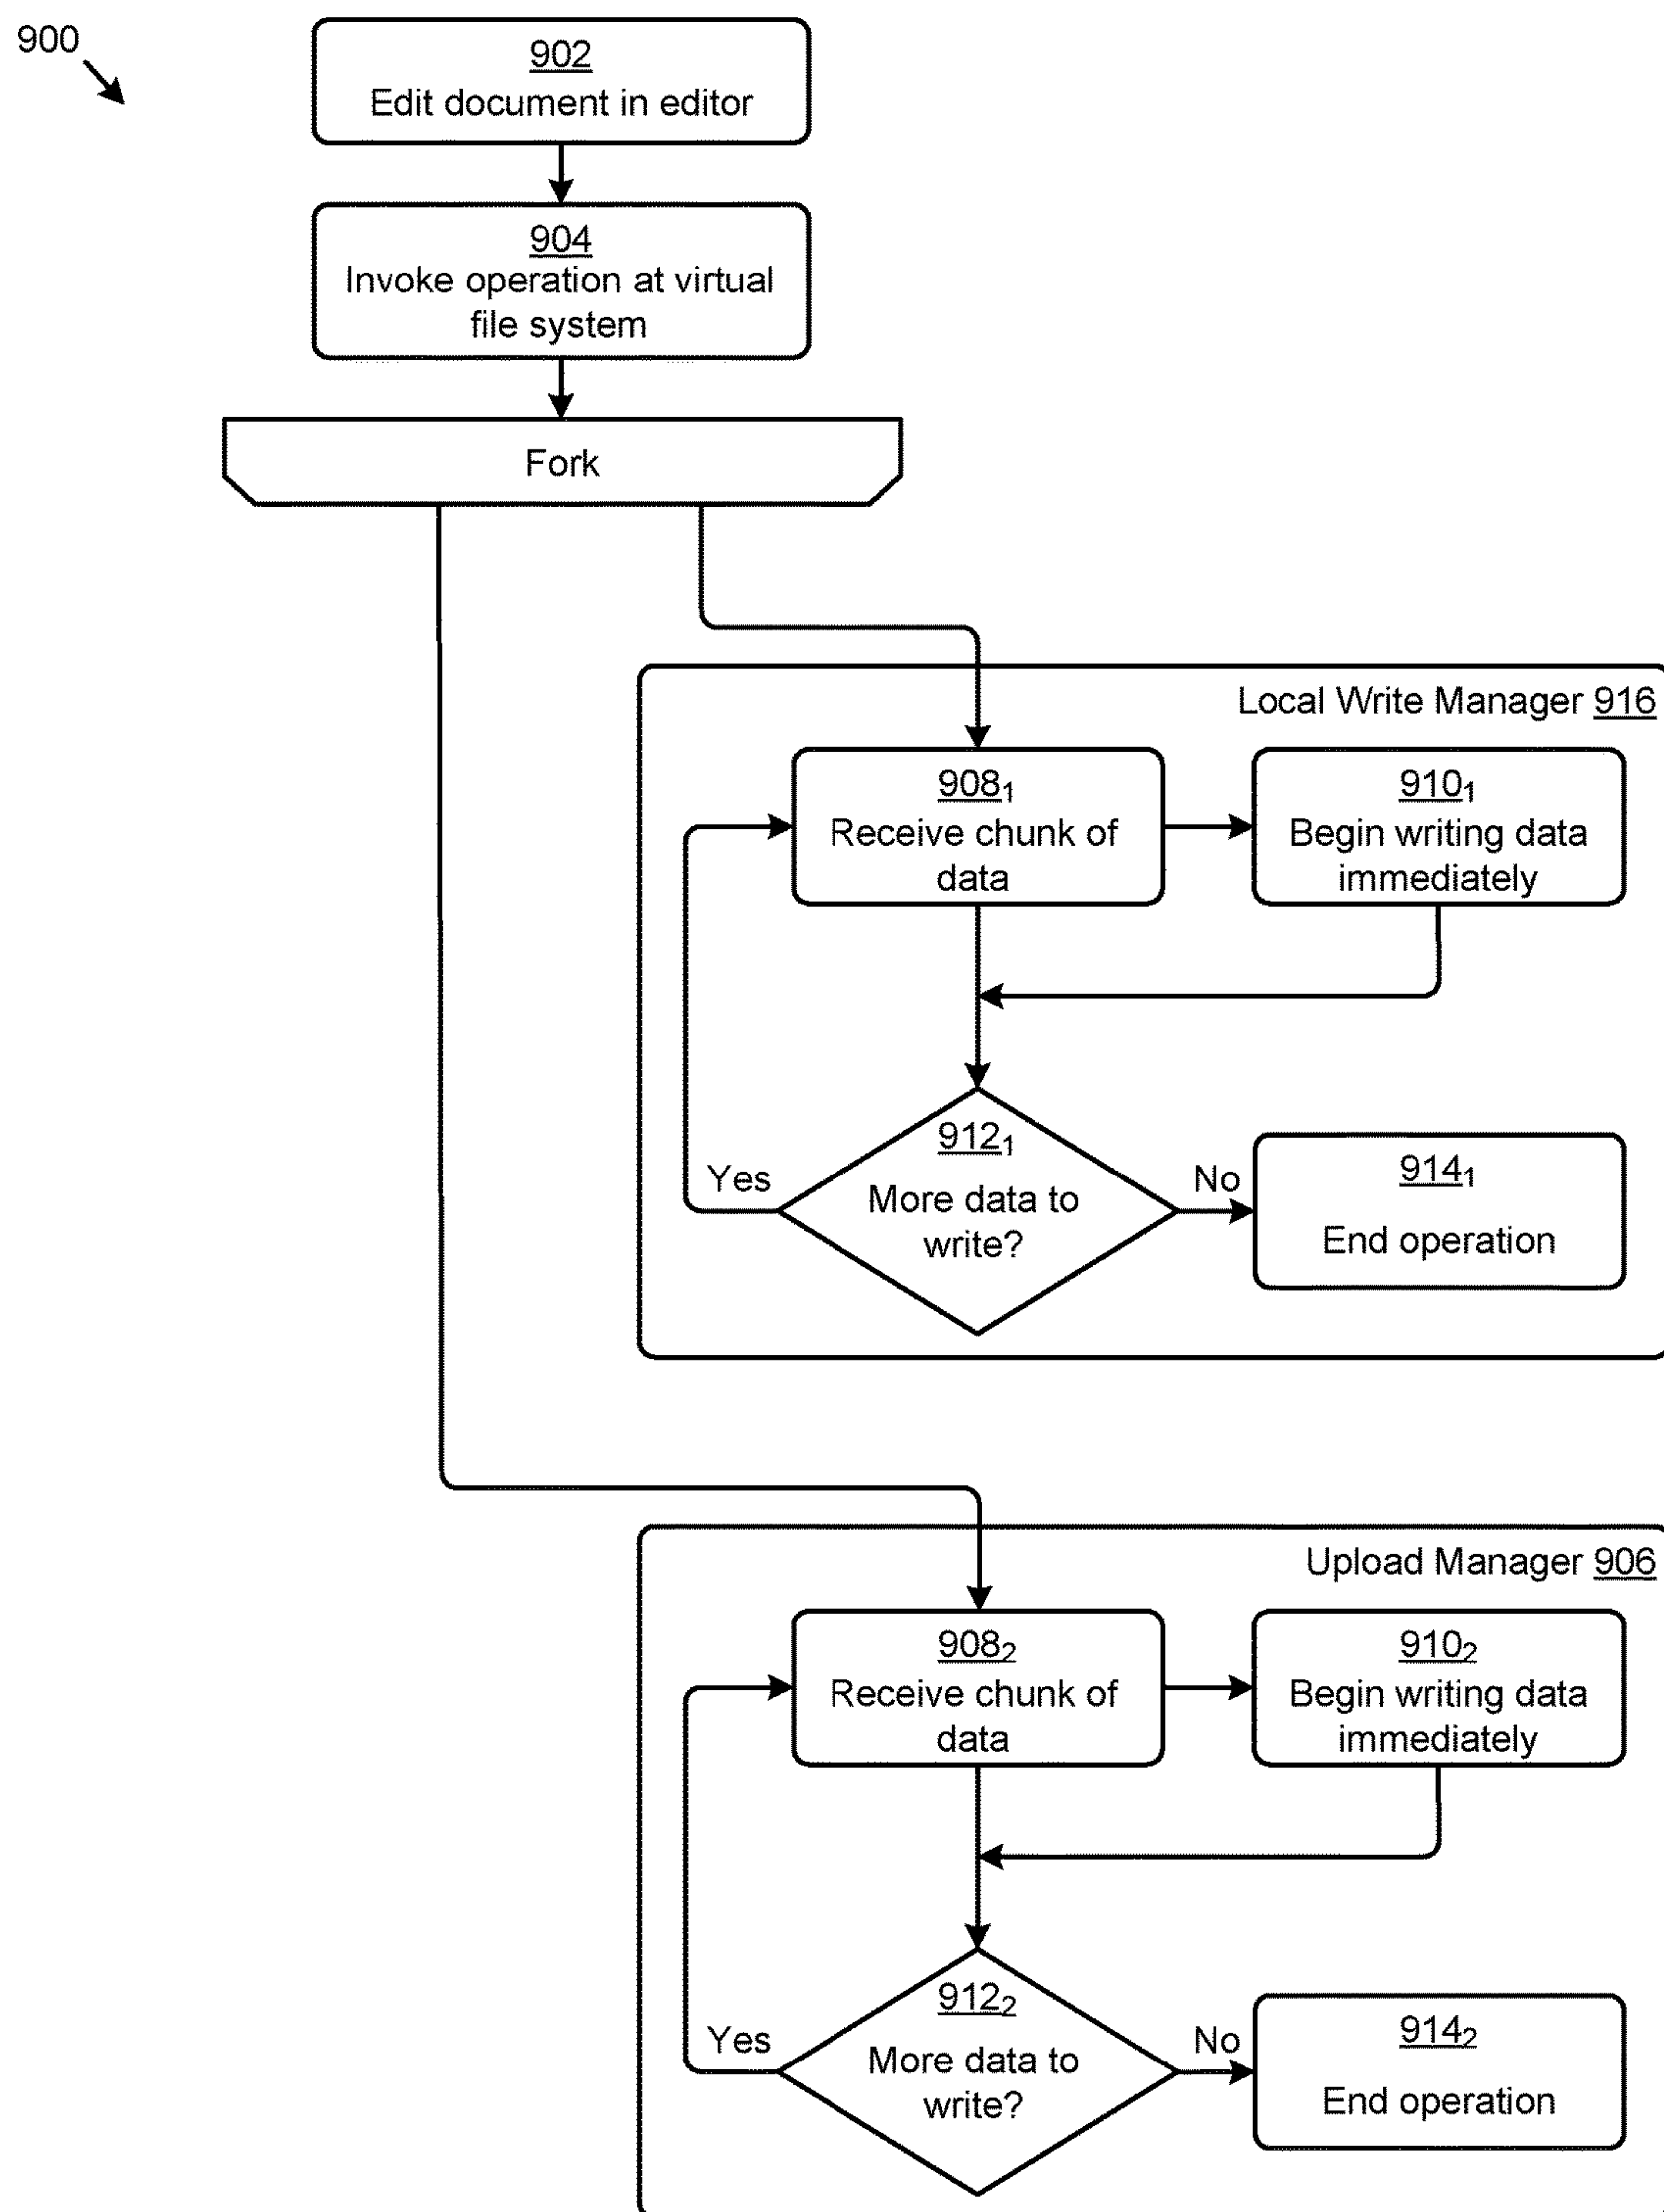 900
902
Edit document in editor
904
Invoke operation at virtual
file system
Fork
Local Write Manager 916
908₁
Receive chunk of
data
910₁
Begin writing data
immediately
912₁
More data to
write?
Yes
No
914₁
End operation
Upload Manager 906
908₂
Receive chunk of
data
910₂
Begin writing data
immediately
912₂
More data to
write?
Yes
No
914₂
End operation